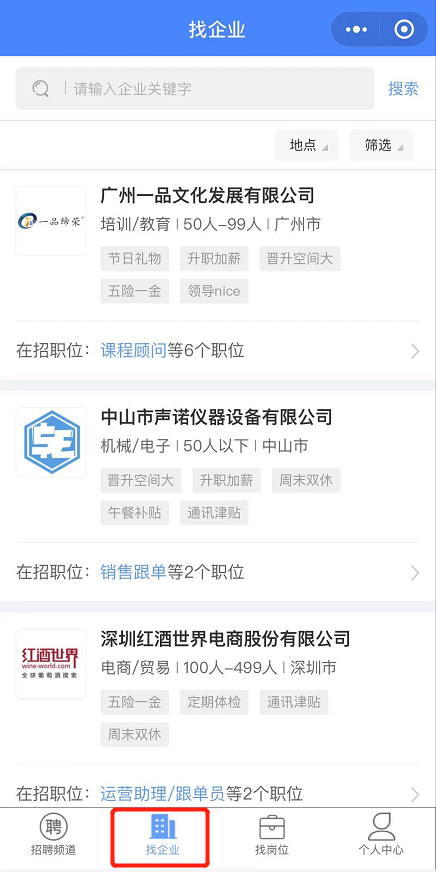 找企业
请输入企业关键字
搜索
地点
筛选
一品缔荣
广州一品文化发展有限公司
培训/教育 | 50人-99人 | 广州市
节日礼物 升职加薪 晋升空间大
五险一金 领导nice
在招职位：课程顾问等6个职位
中山市声诺仪器设备有限公司
机械/电子 | 50人以下 | 中山市
晋升空间大 升职加薪 周末双休
午餐补贴 通讯津贴
在招职位：销售跟单等2个职位
红酒世界
wine-world.com
全球葡萄酒搜索
深圳红酒世界电商股份有限公司
电商/贸易 | 100人-499人 | 深圳市
五险一金 定期体检 通讯津贴
周末双休
在招职位：运营助理/跟单员等2个职位
聘
招聘频道 找企业 找岗位 个人中心